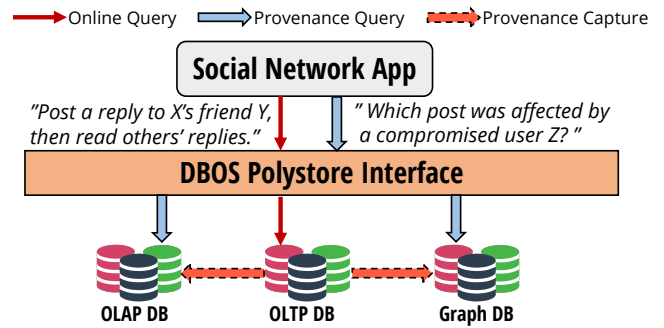 Online Query Provenance Query Provenance Capture
Social Network App
"Post a reply to X's friend Y,
then read others' replies."
" Which post was affected by
a compromised user Z? "
DBOS Polystore Interface
OLAP DB OLTP DB Graph DB